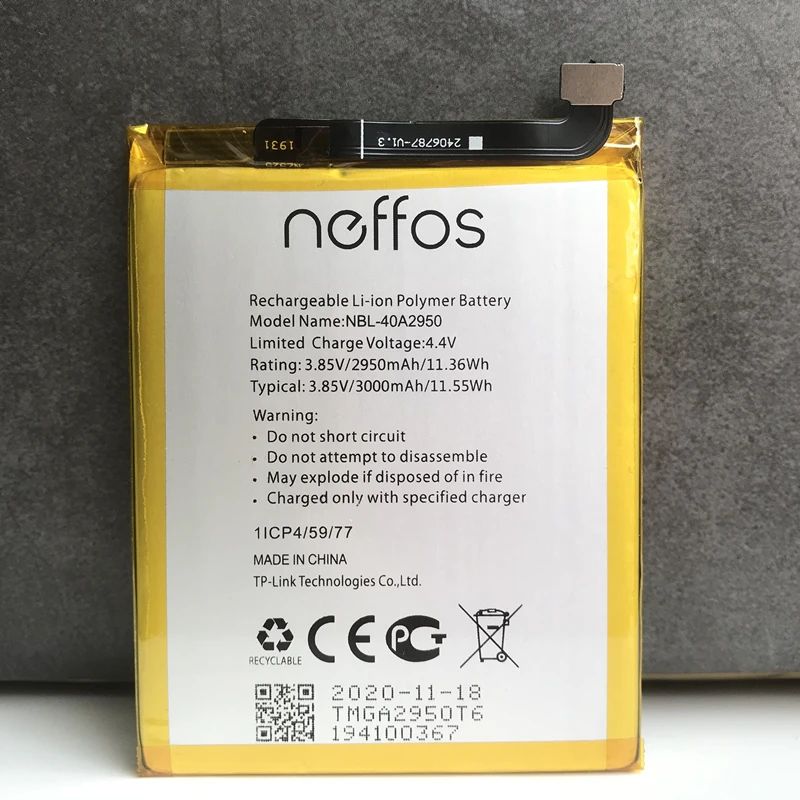 1931
2406787-V1.3
neffos
Rechargeable Li-ion Polymer Battery
Model Name:NBL-40A2950
Limited Charge Voltage:4.4V
Rating: 3.85V/2950mAh/11.36Wh
Typical: 3.85V/3000mAh/11.55Wh
Warning:
• Do not short circuit
• Do not attempt to disassemble
• May explode if disposed of in fire
• Charged only with specified charger
1ICP4/59/77
MADE IN CHINA
TP-Link Technologies Co.,Ltd.
CE PCT
RECYCLABLE
2020-11-18
TMGA2950T6
194100367